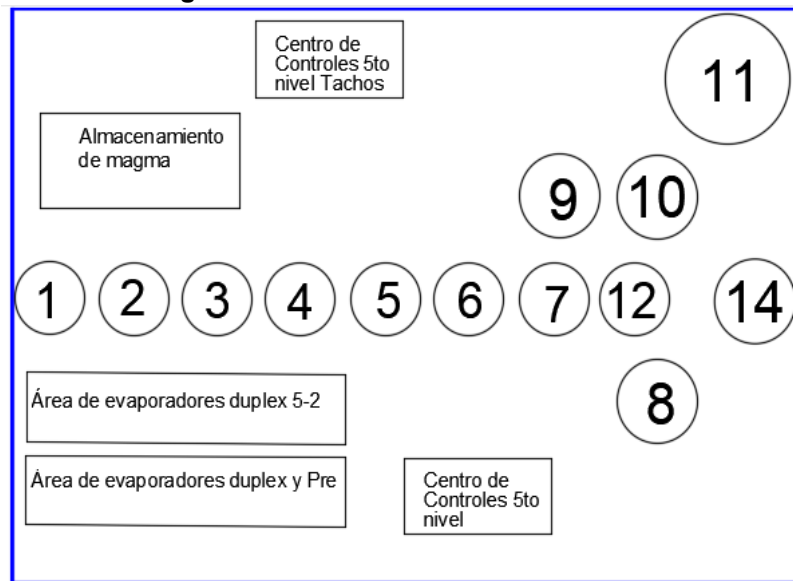 Centro de
Controles 5to
nivel Tachos
11
Almacenamiento
de magma
9
10
1
2
3
4
5
6
7
12
14
Área de evaporadores duplex 5-2
8
Área de evaporadores duplex y Pre
Centro de
Controles 5to
nivel